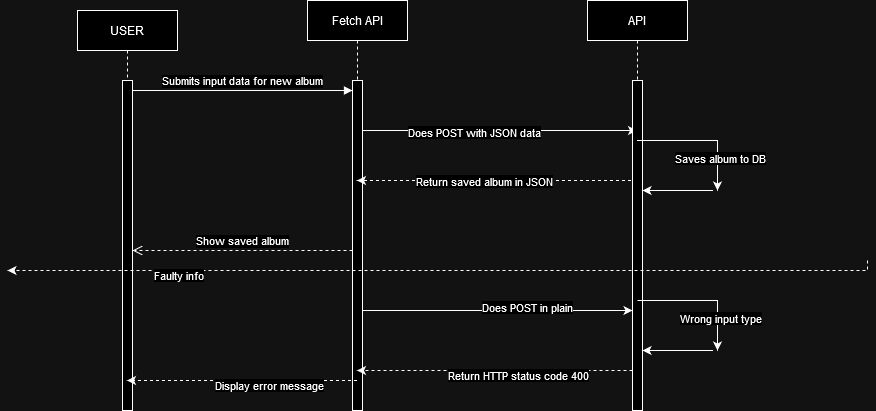 USER
Fetch API
API
Submits input data for new album
Does POST with JSON data
Saves album to DB
Return saved album in JSON
Show saved album
Faulty info
Does POST in plain
Wrong input type
Return HTTP status code 400
Display error message